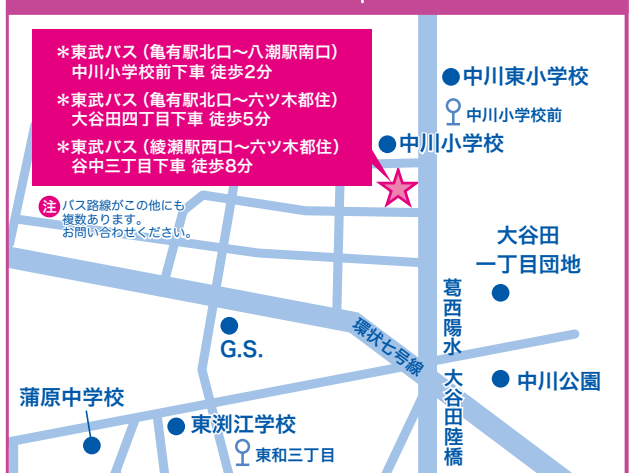 ＊東武バス（亀有駅北口～八潮駅南口）
中川小学校前下車 徒歩2分
＊東武バス（亀有駅北口～六ツ木都住）
大谷田四丁目下車 徒歩5分
＊東武バス（綾瀬駅西口～六ツ木都住）
谷中三丁目下車 徒歩8分
注 バス路線がこの他にも
複数あります。
お問い合わせください。
中川東小学校
中川小学校前
中川小学校
大谷田
一丁目団地
葛西陽水
環状七号線
G.S.
大谷田陸橋
中川公園
蒲原中学校
東渕江学校
東和三丁目